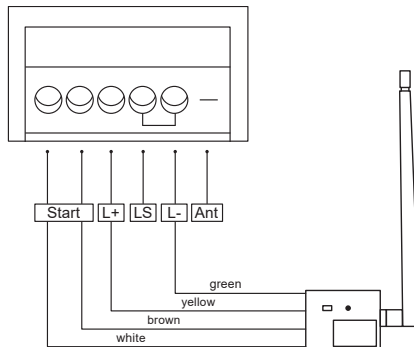 Start L+ LS L- Ant
green
yellow
brown
white